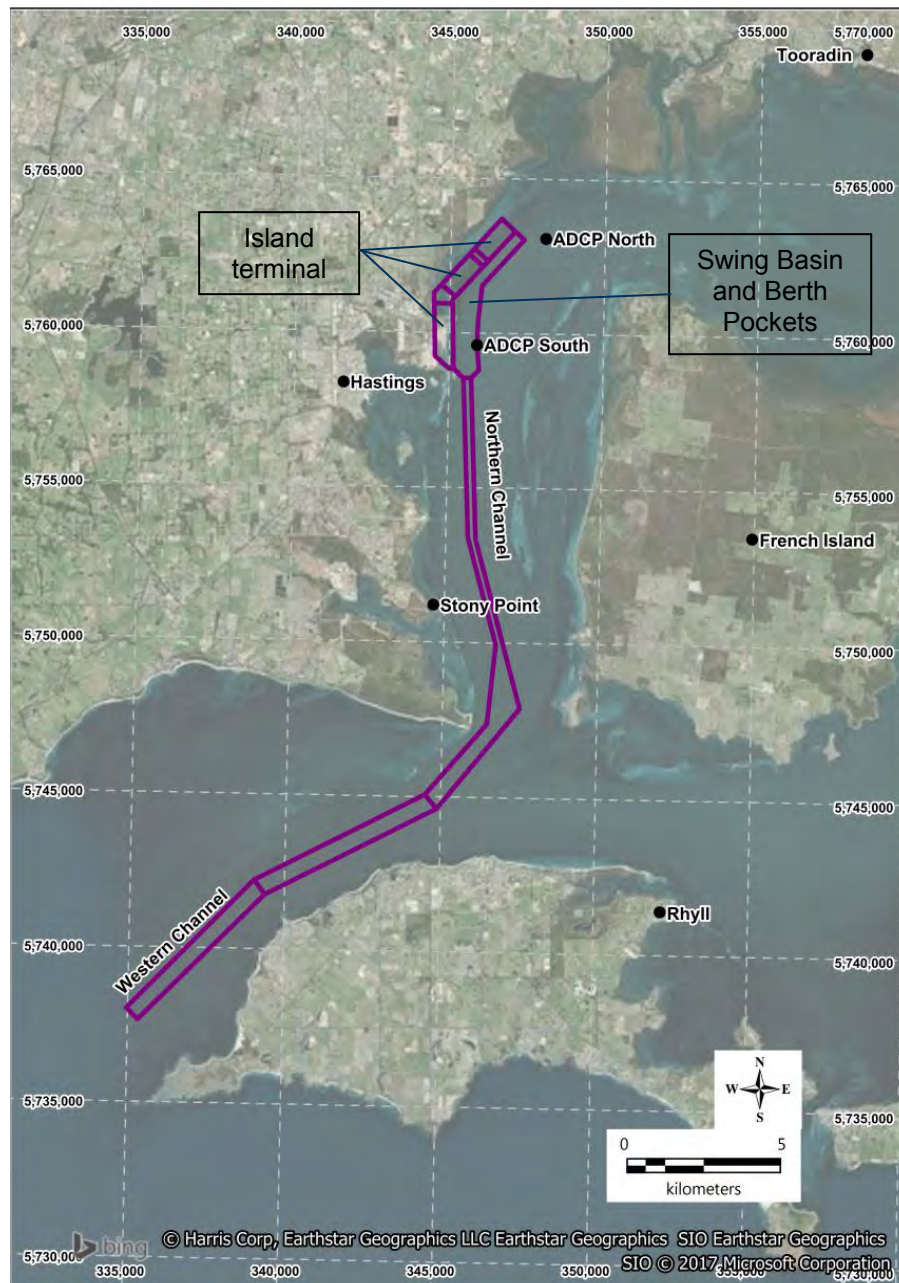 335,000
340,000
345,000
350,000
355,000
5,770,000
Tooradin
5,765,000
5,765,000
Island
terminal
ADCP North
Swing Basin
and Berth
Pockets
5,760,000
5,760,000
ADCP South
Hastings
Northern Channel
5,755,000
5,755,000
French Island
Stony Point
5,750,000
5,750,000
5,745,000
5,745,000
Western Channel
Rhyll
5,740,000
5,740,000
N
W E
S
5,735,000
5,735,000
0 5
kilometers
bing
© Harris Corp, Earthstar Geographics LLC Earthstar Geographics SIO Earthstar Geographics
SIO © 2017 Microsoft Corporation
5,730,000
5,730,000
335,000
340,000
345,000
350,000
355,000